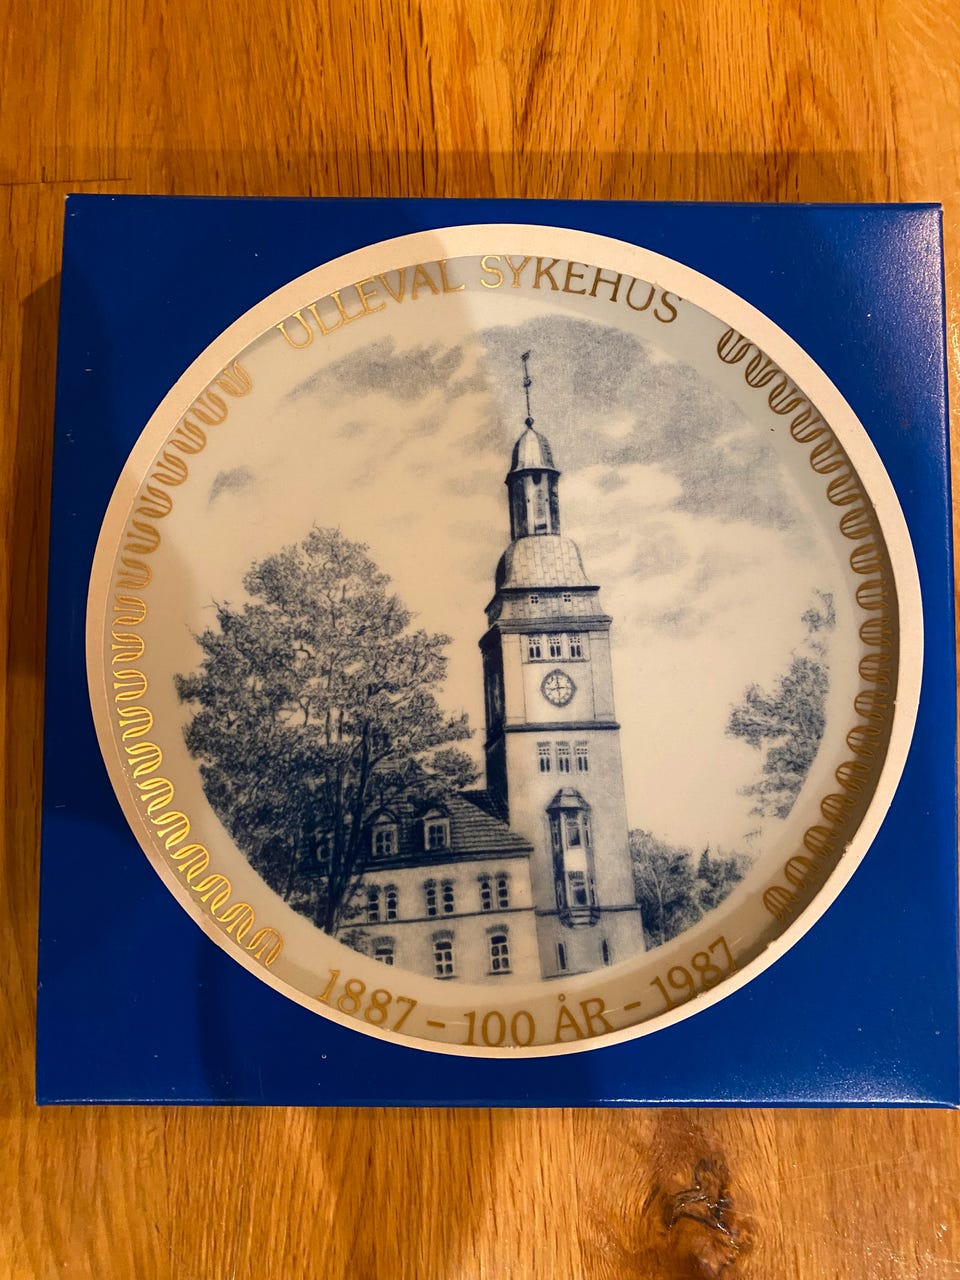 ULLEVÅL SYKEHUS
1887 - 100 ÅR - 1987